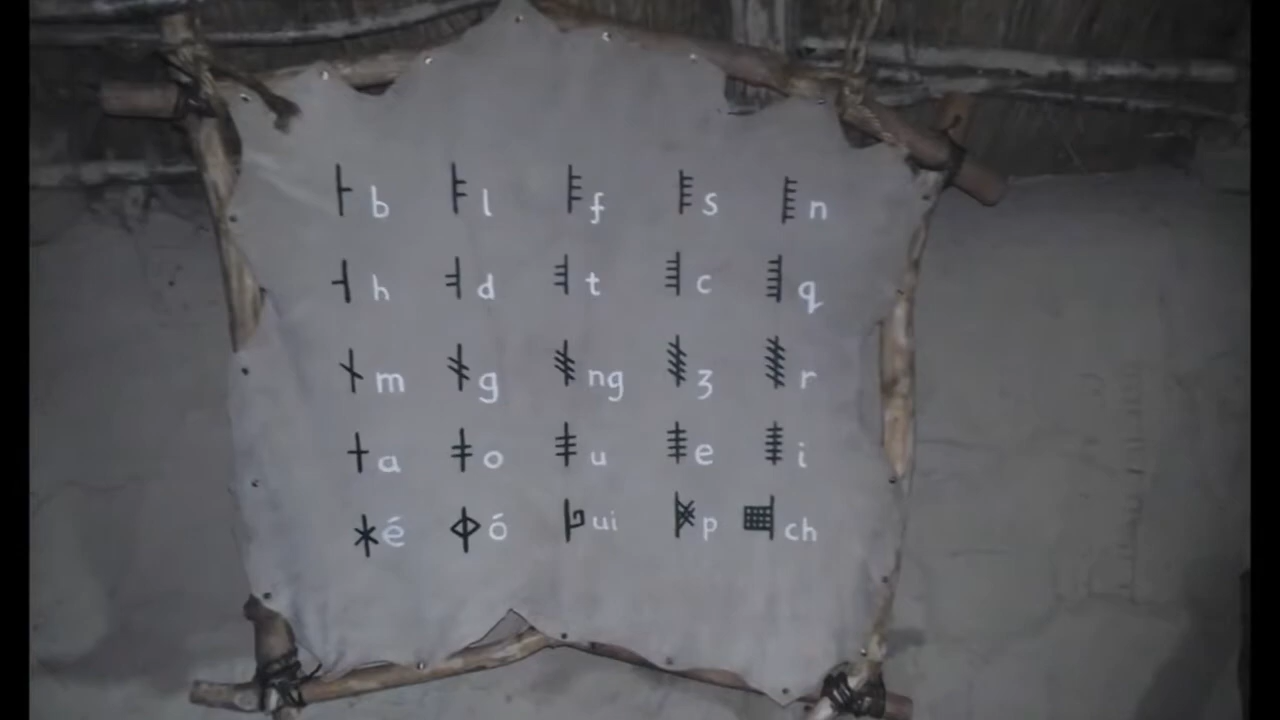 ᚁ b ᚂ l ᚃ f ᚄ s ᚅ n
ᚆ h ᚇ d ᚈ t ᚉ c ᚊ q
ᚋ m ᚌ g ᚍ ng ᚎ ʒ ᚏ r
ᚐ a ᚑ o ᚒ u ᚓ e ᚔ i
ᚕ é ᚖ ó ᚗ ui ᚘ p ᚙ ch